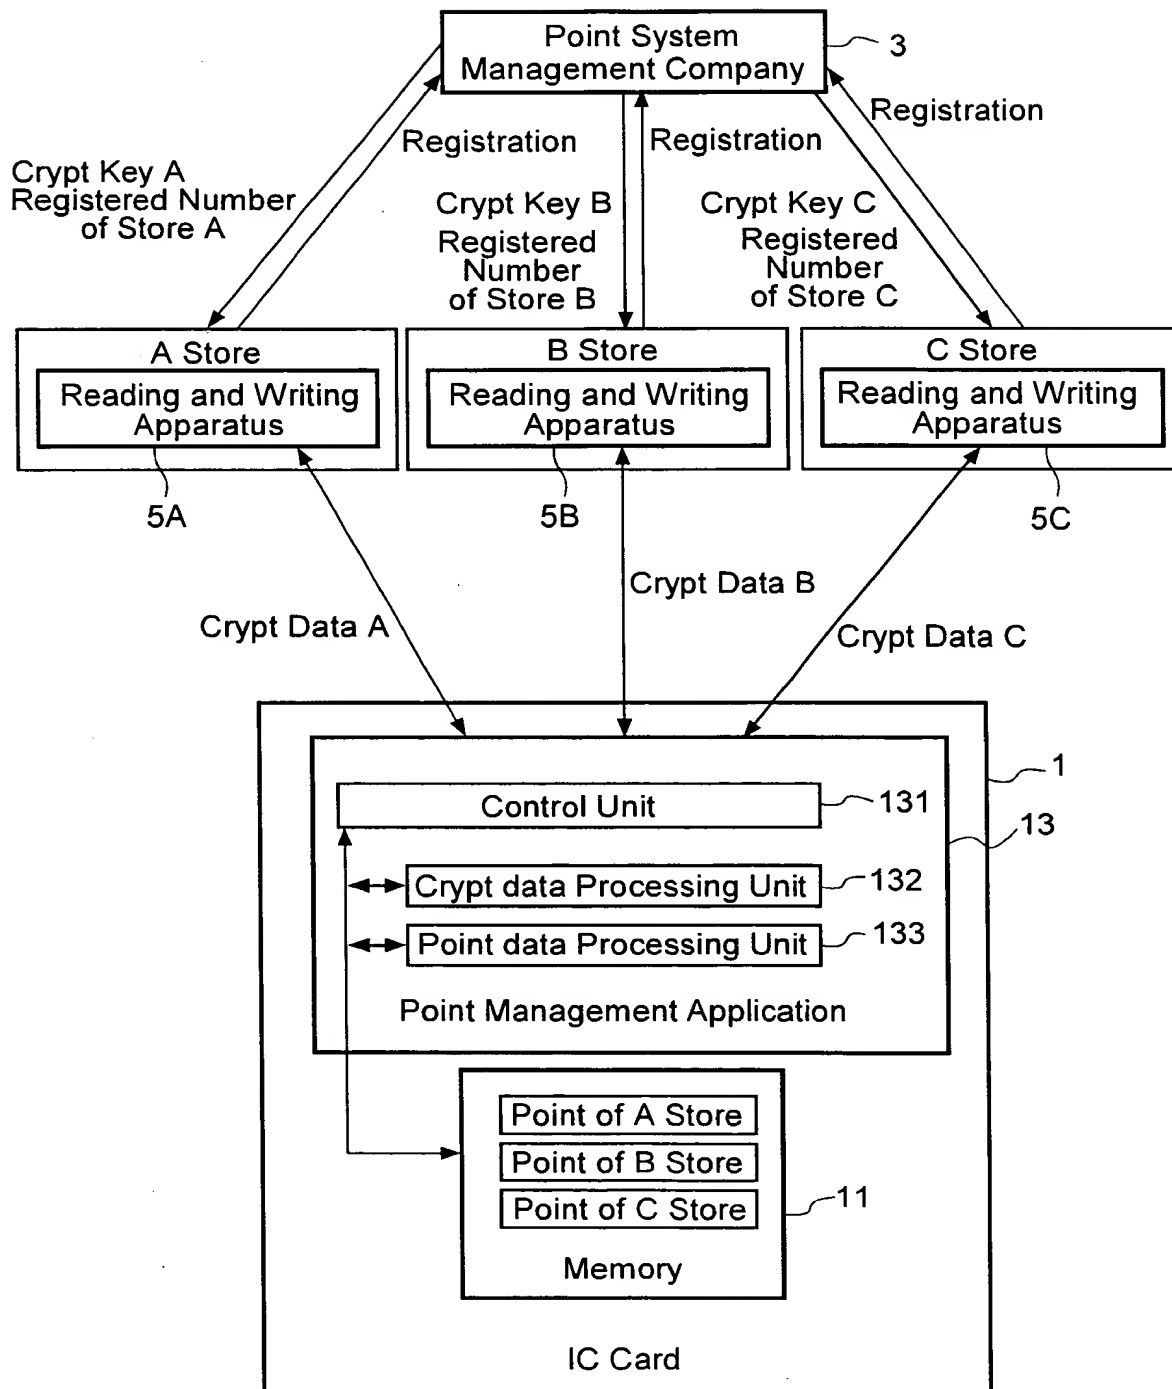 Point System
Management Company
3
Registration
Registration
Registration
Crypt Key A
Registered Number
of Store A
Crypt Key B
Registered
Number
of Store B
Crypt Key C
Registered
Number
of Store C
A Store
Reading and Writing
Apparatus
B Store
Reading and Writing
Apparatus
C Store
Reading and Writing
Apparatus
5A
5B
5C
Crypt Data A
Crypt Data B
Crypt Data C
1
Control Unit
131
13
Crypt data Processing Unit
132
Point data Processing Unit
133
Point Management Application
Point of A Store
Point of B Store
Point of C Store
11
Memory
IC Card